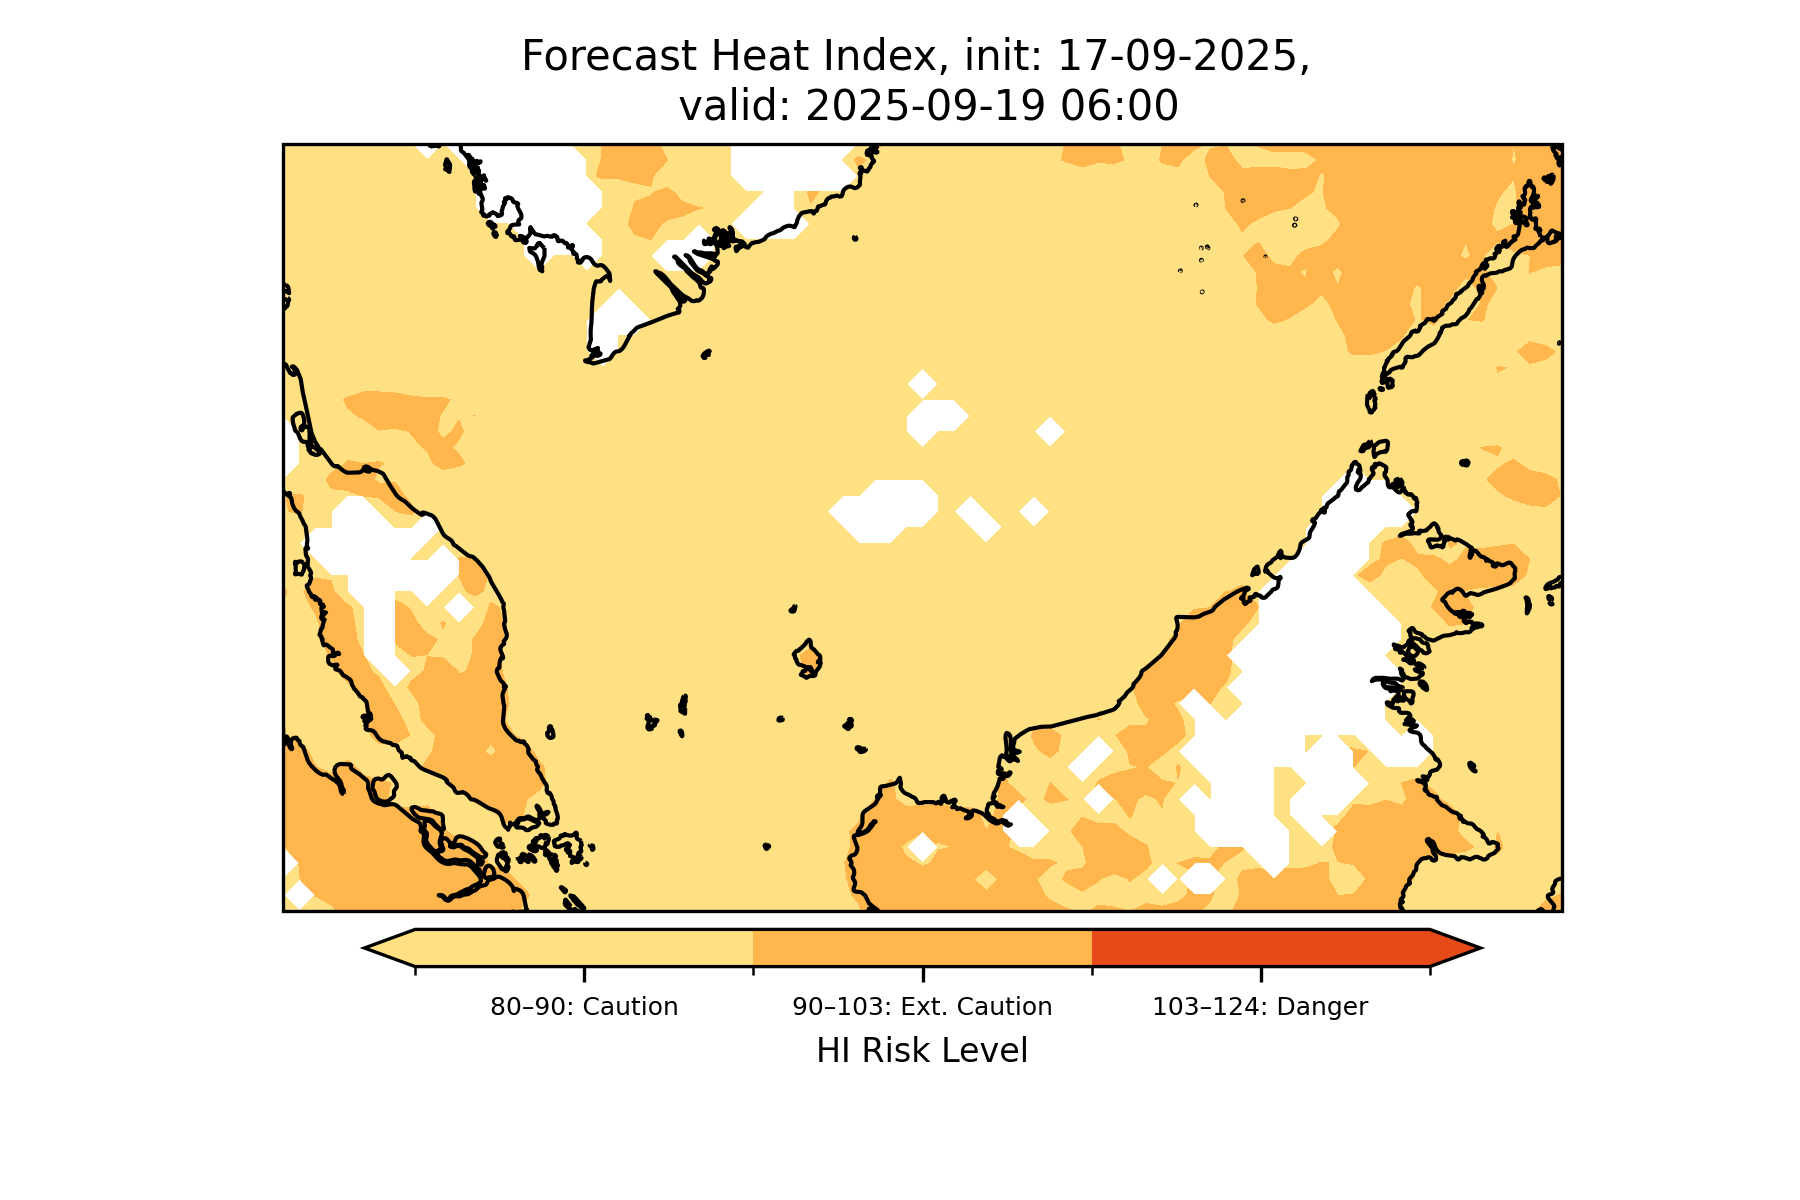 Forecast Heat Index, init: 17-09-2025,
valid: 2025-09-19 06:00
80–90: Caution
90–103: Ext. Caution
103–124: Danger
HI Risk Level